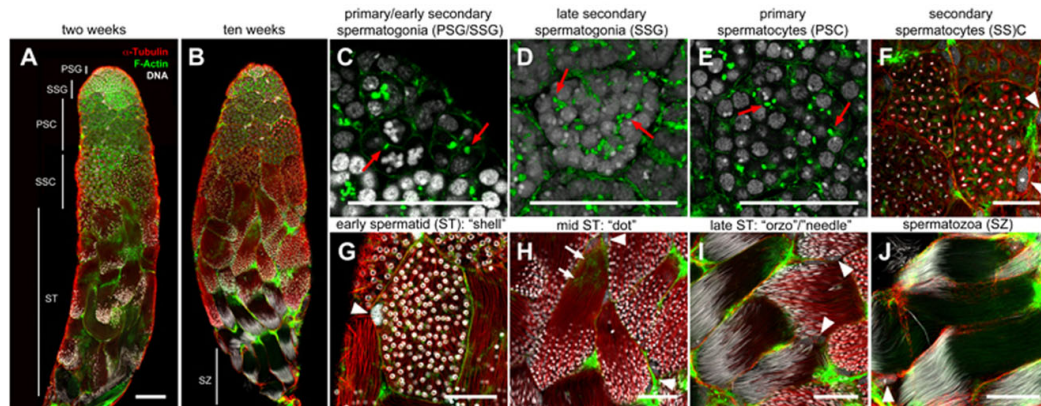 two weeks
ten weeks
primary/early secondary
spermatogonia (PSG/SSG)
late secondary
spermatogonia (SSG)
primary
spermatocytes (PSC)
secondary
spermatocytes (SS)C
A
α-Tubulin
F-Actin
DNA
B
C
D
E
F
PSG
SSG
PSC
SSC
ST
SZ
early spermatid (ST): "shell"
mid ST: "dot"
late ST: "orzo"/"needle"
spermatozoa (SZ)
G
H
I
J